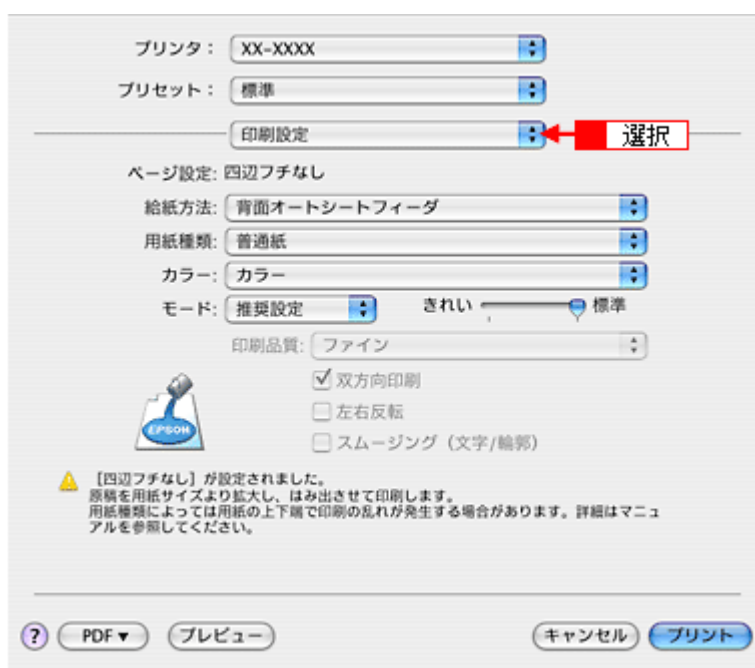 プリンタ： XX-XXXX
プリセット： 標準
印刷設定 選択
ページ設定: 四辺フチなし
給紙方法: 背面オートシートフィーダ
用紙種類: 普通紙
カラー: カラー
モード: 推奨設定 きれい 標準
印刷品質: ファイン
双方向印刷
左右反転
EPSON
スムージング（文字/輪郭）
［四辺フチなし］が設定されました。
原稿を用紙サイズより拡大し、はみ出させて印刷します。
用紙種類によっては用紙の上下端で印刷の乱れが発生する場合があります。詳細はマニュ
アルを参照してください。
? PDF▼ プレビュー キャンセル プリント